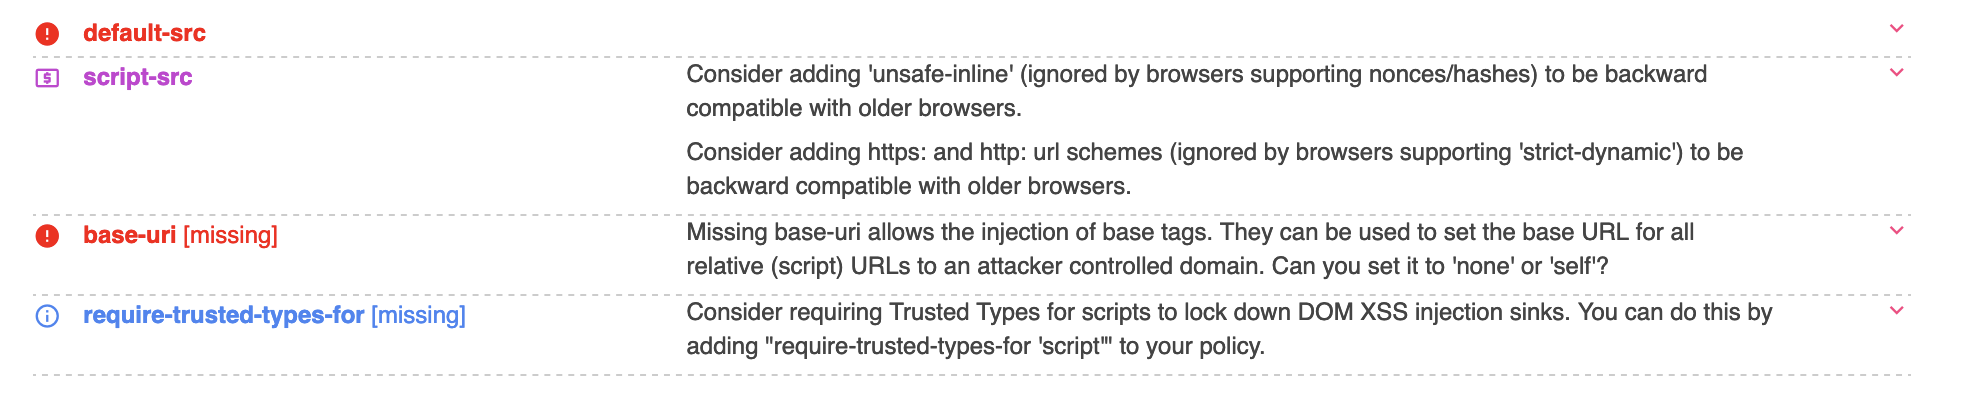 default-src
script-src
Consider adding 'unsafe-inline' (ignored by browsers supporting nonces/hashes) to be backward
compatible with older browsers.
Consider adding https: and http: url schemes (ignored by browsers supporting 'strict-dynamic') to be
backward compatible with older browsers.
base-uri [missing]
Missing base-uri allows the injection of base tags. They can be used to set the base URL for all
relative (script) URLs to an attacker controlled domain. Can you set it to 'none' or 'self'?
require-trusted-types-for [missing]
Consider requiring Trusted Types for scripts to lock down DOM XSS injection sinks. You can do this by
adding "require-trusted-types-for 'script'" to your policy.